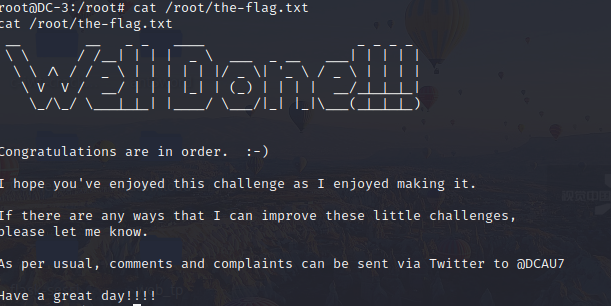 root@DC-3:/root# cat /root/the-flag.txt
cat /root/the-flag.txt
Well Done!!!!
Congratulations are in order.  :-)
I hope you've enjoyed this challenge as I enjoyed making it.
If there are any ways that I can improve these little challenges,
please let me know.
As per usual, comments and complaints can be sent via Twitter to @DCAU7
Have a great day!!!!